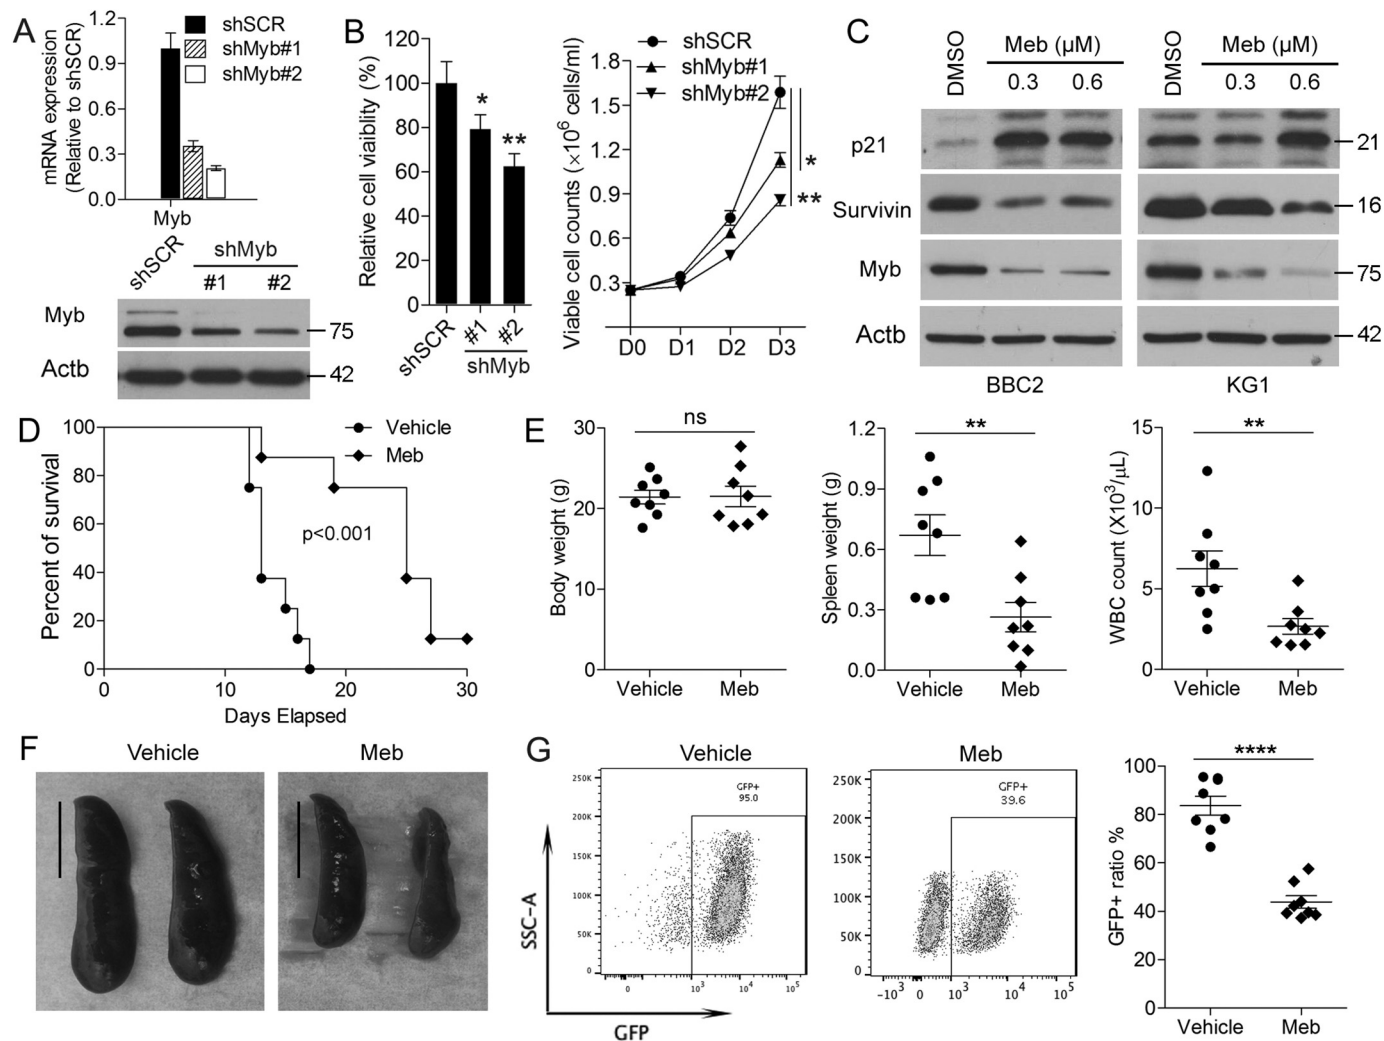 A
mRNA expression
(Relative to shSCR)
1.2
0.9
0.6
0.3
0.0
Myb
shSCR
shMyb#1
shMyb#2
shSCR
shMyb
#1
#2
Myb
75
Actb
42
B
Relative cell viablity (%)
120
100
80
60
40
20
0
*
**
shSCR
#1
#2
shMyb
Viable cell counts (×10⁶ cells/ml)
1.8
1.5
1.2
0.9
0.6
0.3
D0 D1 D2 D3
shSCR
shMyb#1
shMyb#2
*
**
C
DMSO
Meb (µM)
0.3 0.6
DMSO
Meb (µM)
0.3 0.6
p21
21
Survivin
16
Myb
75
Actb
42
BBC2
KG1
D
Percent of survival
100
80
60
40
20
0
0 10 20 30
Days Elapsed
Vehicle
Meb
p<0.001
E
Body weight (g)
30
20
10
0
ns
Vehicle Meb
Spleen weight (g)
1.2
0.9
0.6
0.3
0.0
**
Vehicle Meb
WBC count (X10³/µL)
15
10
5
0
**
Vehicle Meb
F
Vehicle
Meb
G
Vehicle
250K
200K
150K
100K
50K
0
GFP+
95.0
0 10³ 10⁴ 10⁵
SSC-A
GFP
Meb
250K
200K
150K
100K
50K
0
GFP+
39.6
-10³ 0 10³ 10⁴ 10⁵
GFP+ ratio %
100
80
60
40
20
0
****
Vehicle Meb